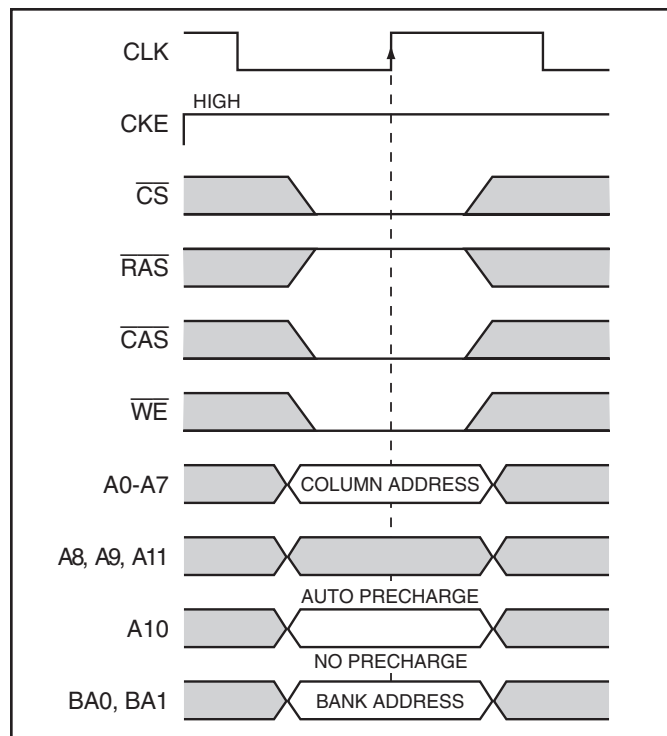 CLK
HIGH
CKE
CS
RAS
CAS
WE
A0-A7
COLUMN ADDRESS
A8, A9, A11
AUTO PRECHARGE
A10
NO PRECHARGE
BA0, BA1
BANK ADDRESS